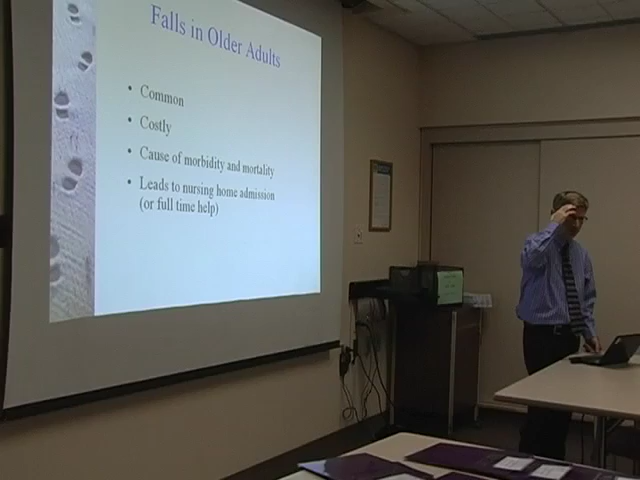 Falls in Older Adults
• Common
• Costly
• Cause of morbidity and mortality
• Leads to nursing home admission
(or full time help)